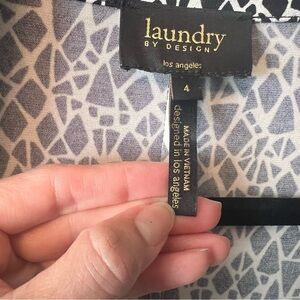 laundry
BY DESIGN
los angeles
4
MADE IN VIETNAM
designed in los angeles